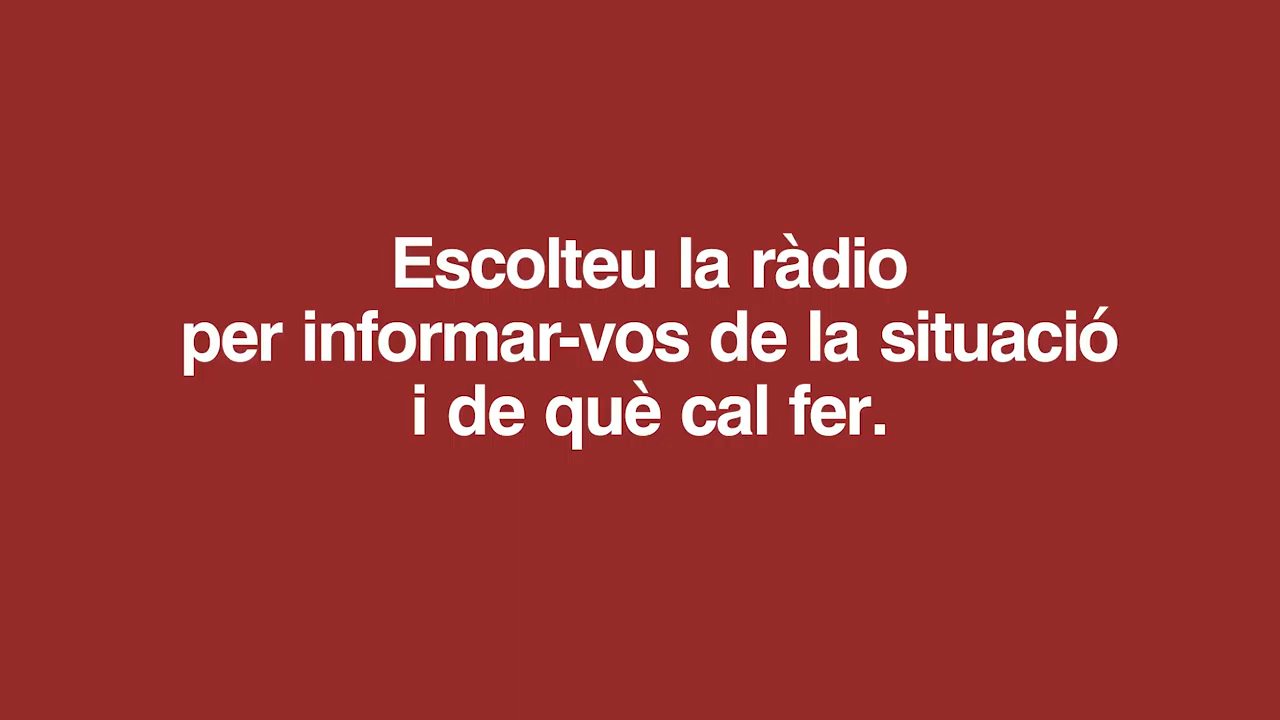 Escolteu la ràdio
per informar-vos de la situació
i de què cal fer.